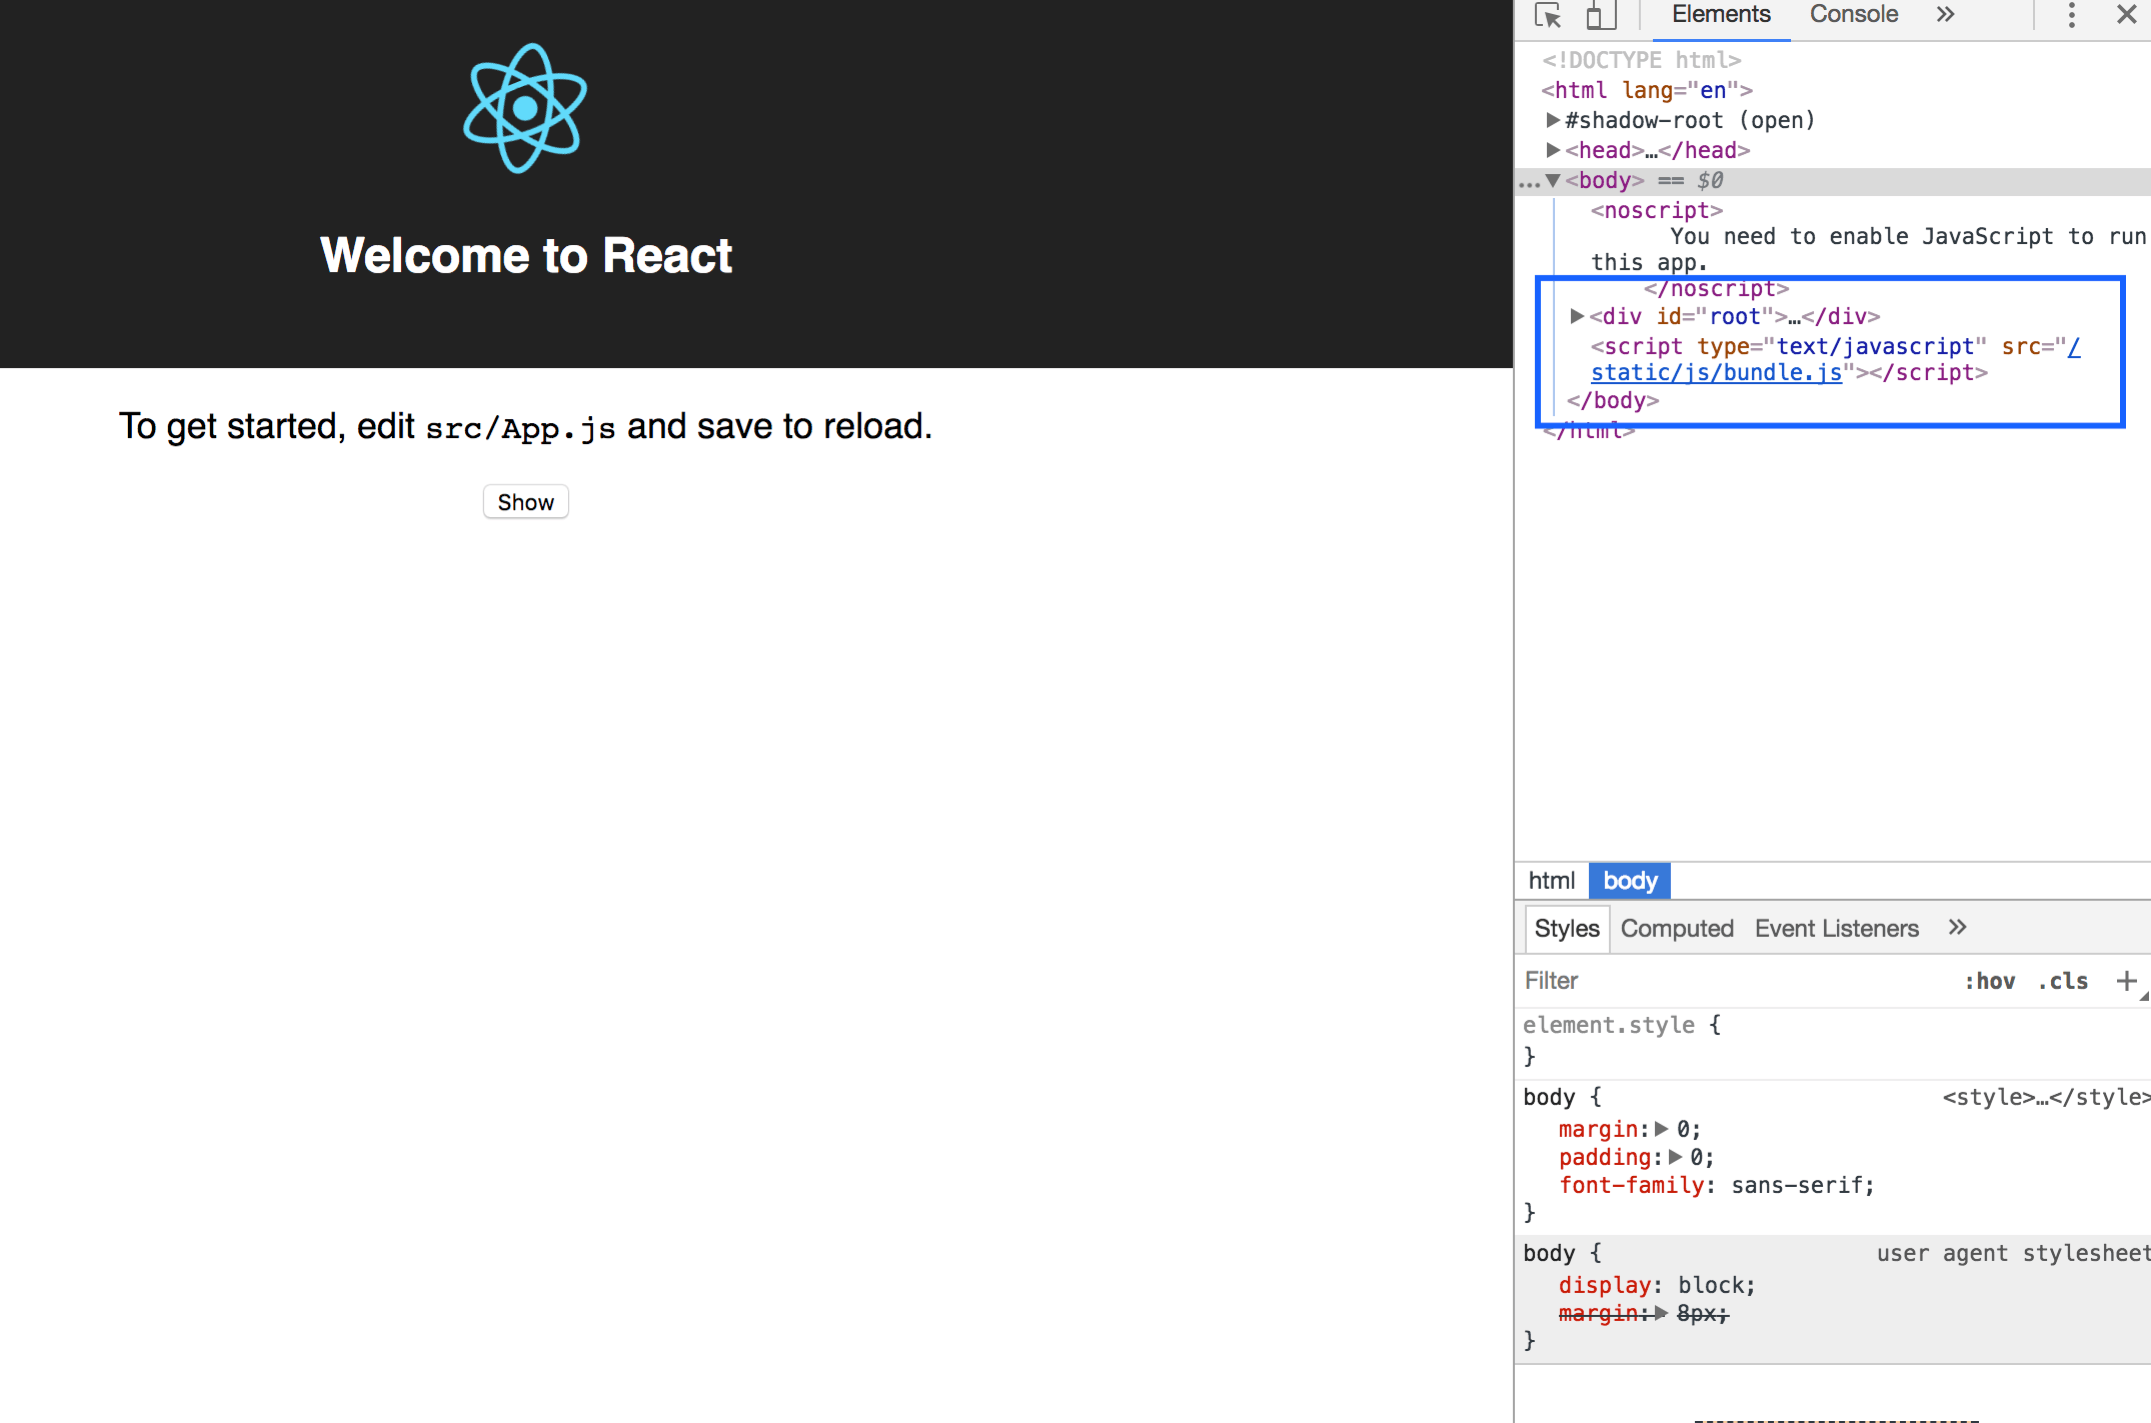 Welcome to React
To get started, edit src/App.js and save to reload.
Show
Elements Console »
<!DOCTYPE html>
<html lang="en">
#shadow-root (open)
<head>…</head>
…<body> == $0
<noscript>
You need to enable JavaScript to run
this app.
</noscript>
<div id="root">…</div>
<script type="text/javascript" src="/
static/js/bundle.js"></script>
</body>
</html>
html body
Styles Computed Event Listeners »
Filter :hov .cls +
element.style {
}
body { <style>…</style>
margin: 0;
padding: 0;
font-family: sans-serif;
}
body { user agent stylesheet
display: block;
margin: 8px;
}